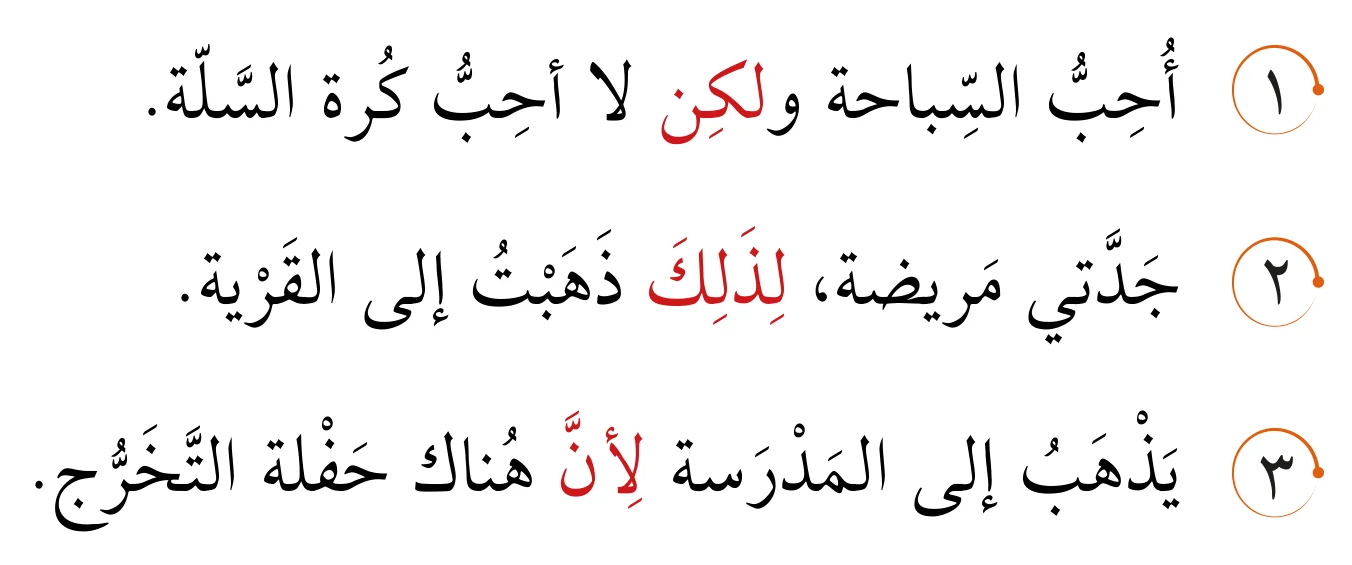 ١ أُحِبُّ السِّباحة ولكِن لا أحِبُّ كُرة السَّلّة.
٢ جَدَّتي مَريضة، لِذَلِكَ ذَهَبْتُ إلى القَرْية.
٣ يَذْهَبُ إلى المَدْرَسة لِأنَّ هُناك حَفْلة التَّخَرُّج.